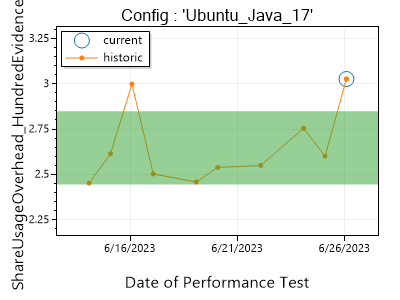 Config : 'Ubuntu_Java_17'
current
historic
3.25
3
2.75
2.5
2.25
ShareUsageOverhead_HundredEvidence
6/16/2023
6/21/2023
6/26/2023
Date of Performance Test